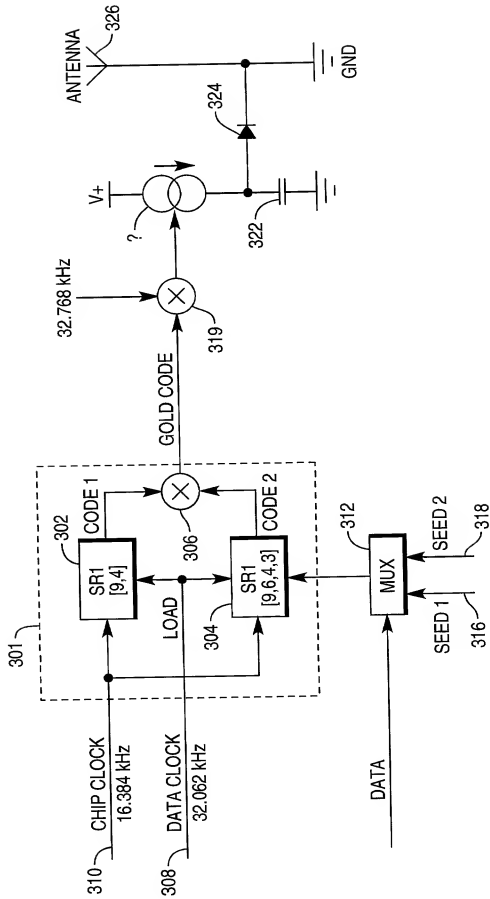 301
310
CHIP CLOCK
16.384 kHz
308
DATA CLOCK
32.062 kHz
302
SR1
[9,4]
CODE 1
LOAD
304
SR1
[9,6,4,3]
CODE 2
306
GOLD CODE
32.768 kHz
319
?
V+
322
324
ANTENNA
326
GND
DATA
312
MUX
SEED 1
316
SEED 2
318